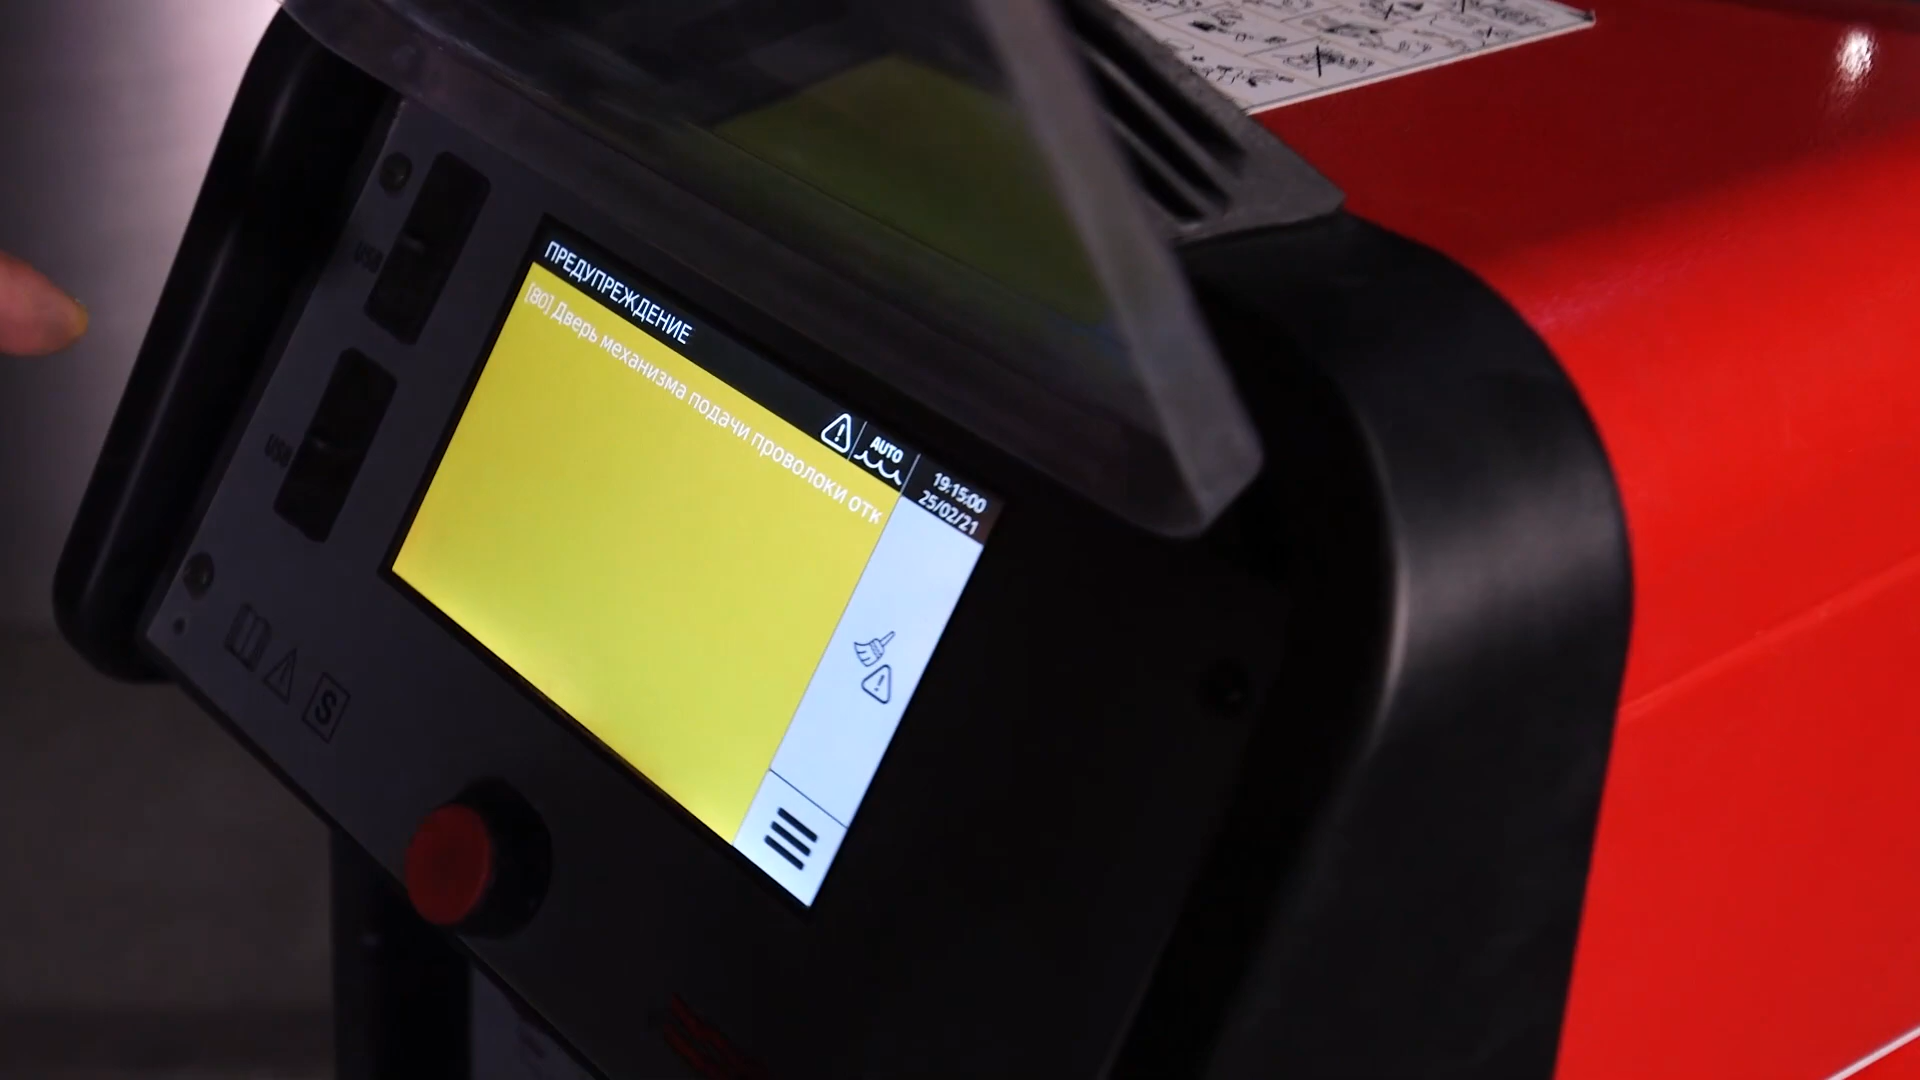 ПРЕДУПРЕЖДЕНИЕ
AUTO
19:15:00
25/02/21
[80] Дверь механизма подачи проволоки отк
USB
USB
S